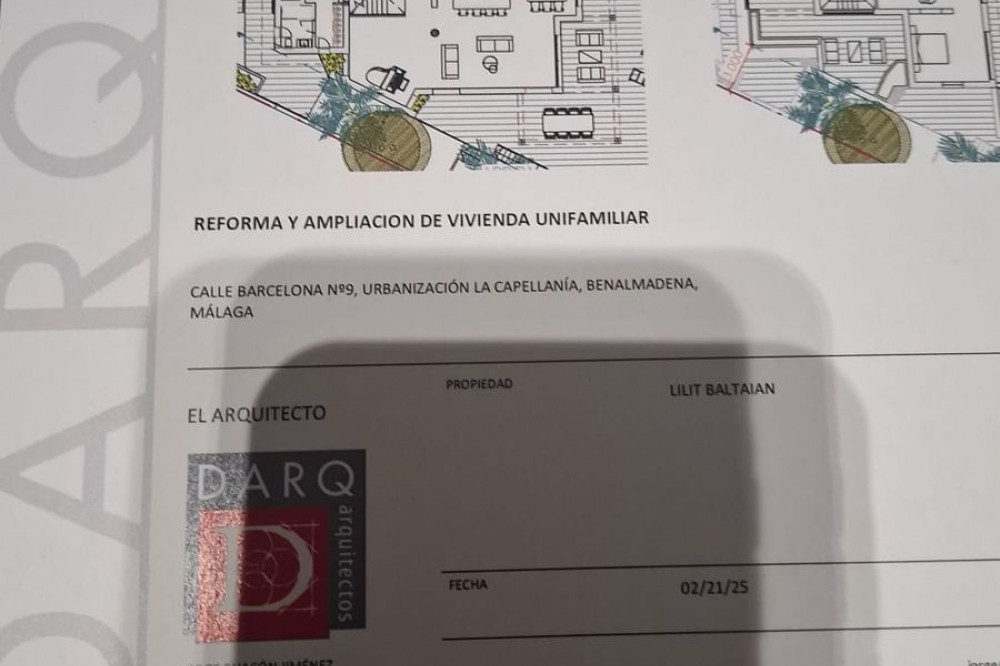 DARQ
REFORMA Y AMPLIACION DE VIVIENDA UNIFAMILIAR
CALLE BARCELONA Nº9, URBANIZACIÓN LA CAPELLANÍA, BENALMADENA,
MÁLAGA
PROPIEDAD
LILIT BALTAIAN
EL ARQUITECTO
DARQ
D
arquitectos
FECHA
02/21/25